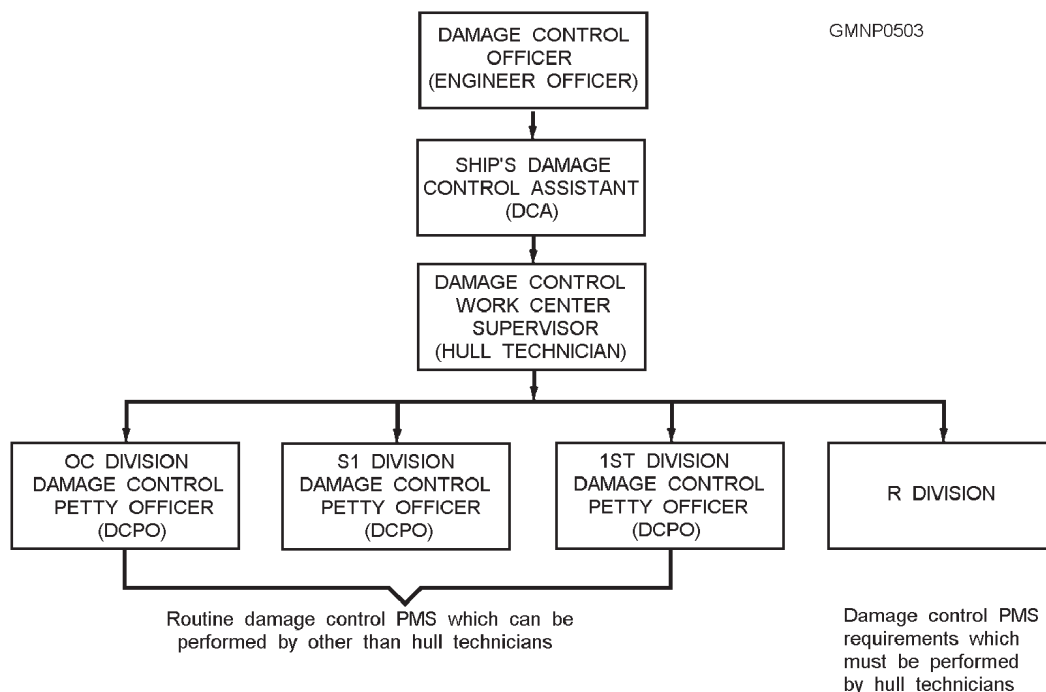 GMNP0503
DAMAGE CONTROL
OFFICER
(ENGINEER OFFICER)
SHIP'S DAMAGE
CONTROL ASSISTANT
(DCA)
DAMAGE CONTROL
WORK CENTER
SUPERVISOR
(HULL TECHNICIAN)
OC DIVISION
DAMAGE CONTROL
PETTY OFFICER
(DCPO)
S1 DIVISION
DAMAGE CONTROL
PETTY OFFICER
(DCPO)
1ST DIVISION
DAMAGE CONTROL
PETTY OFFICER
(DCPO)
R DIVISION
Routine damage control PMS which can be
performed by other than hull technicians
Damage control PMS
requirements which
must be performed
by hull technicians